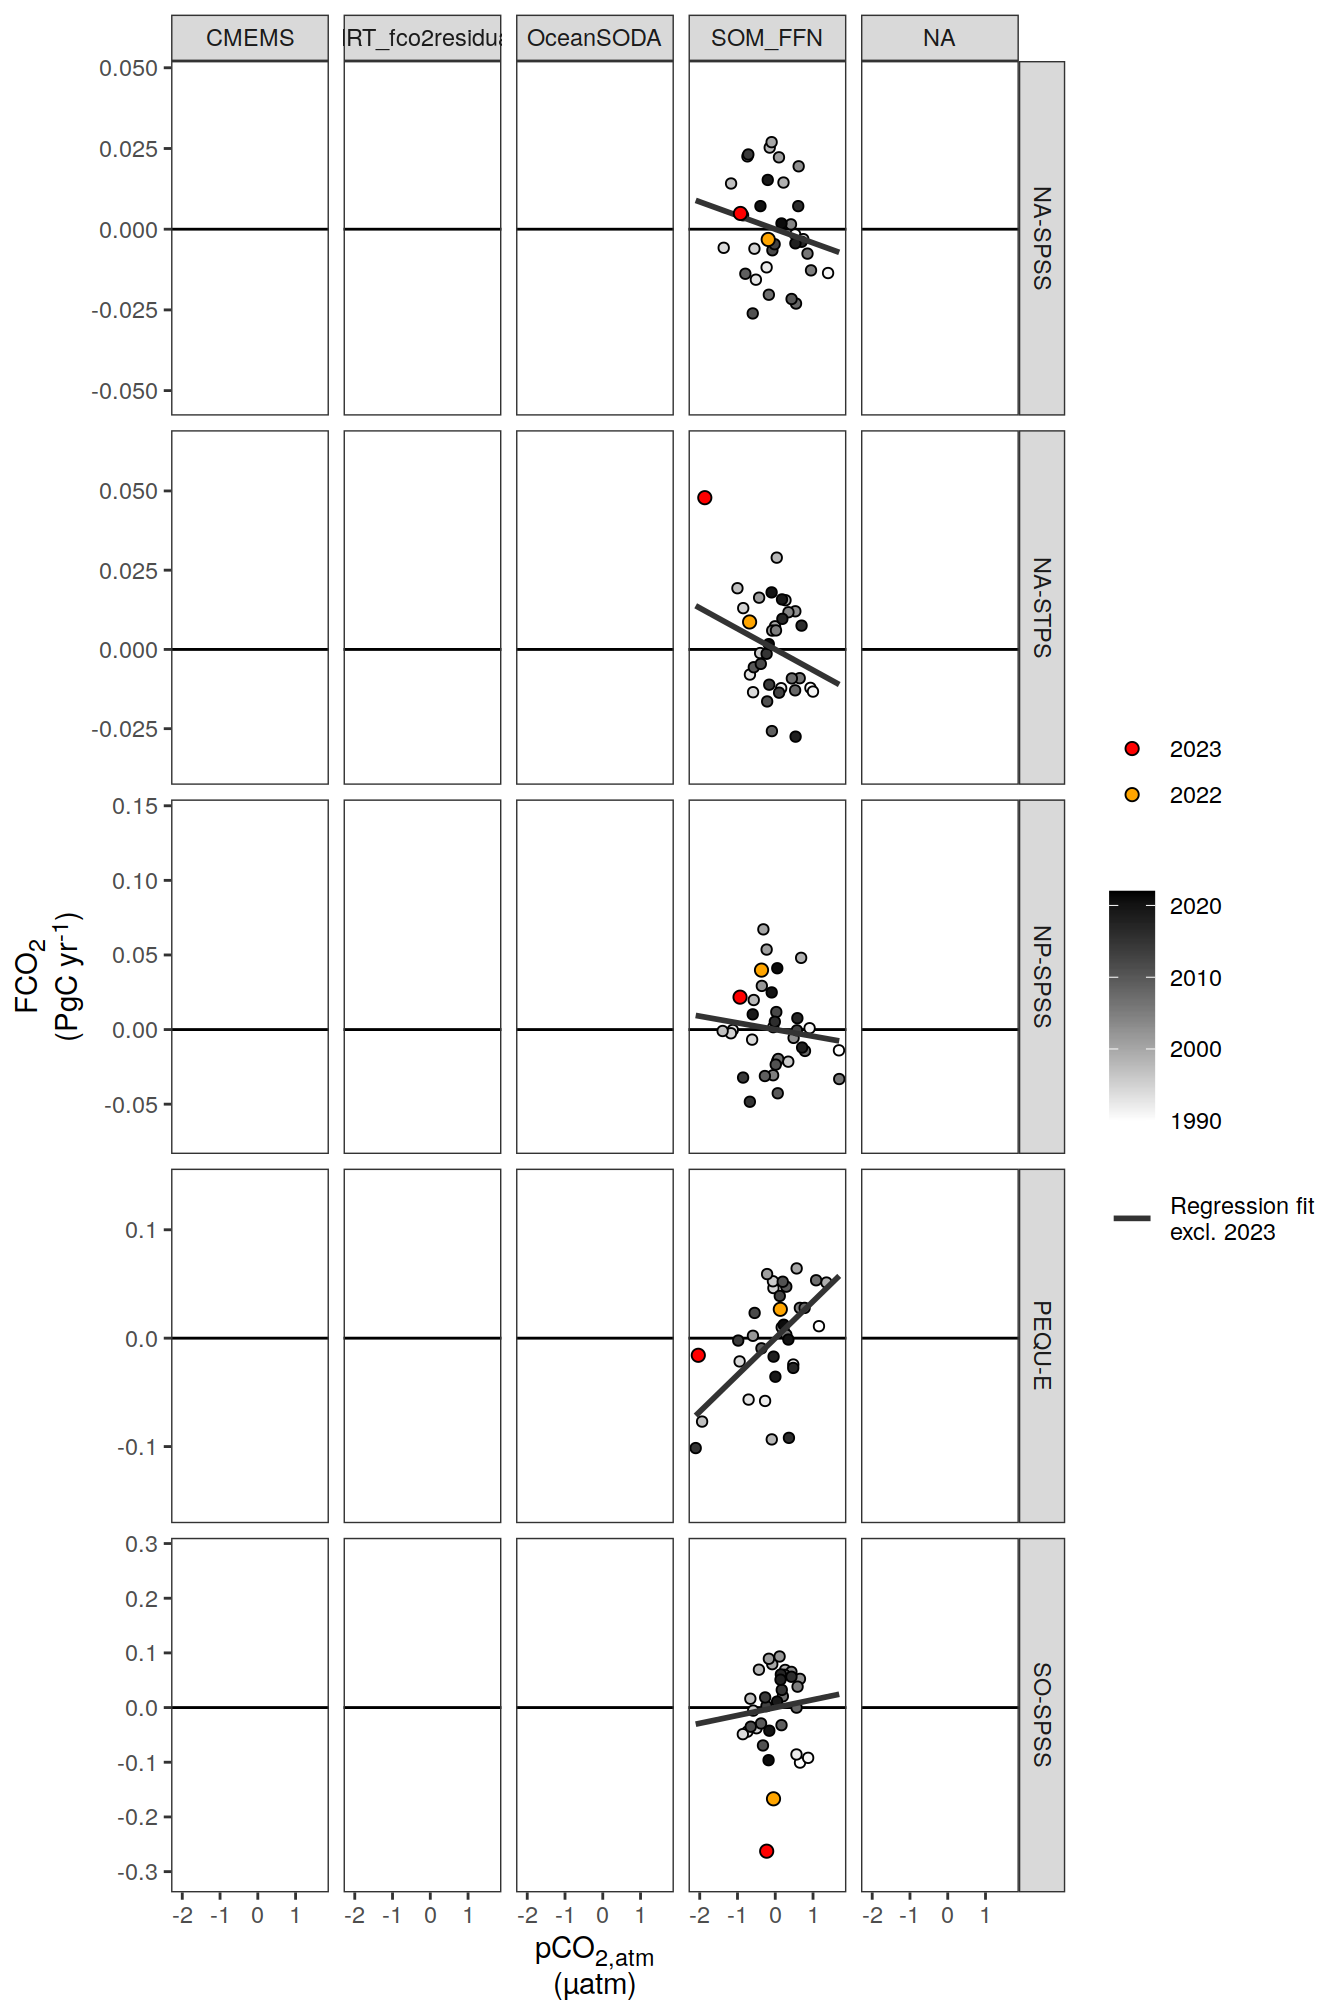 CMEMS
IRT_fco2residua
OceanSODA
SOM_FFN
NA
0.050
0.025
0.000
-0.025
-0.050
NA-SPSS
0.050
0.025
0.000
-0.025
NA-STPS
0.15
0.10
0.05
0.00
-0.05
NP-SPSS
0.1
0.0
-0.1
PEQU-E
0.3
0.2
0.1
0.0
-0.1
-0.2
-0.3
SO-SPSS
-2 -1 0 1
-2 -1 0 1
-2 -1 0 1
-2 -1 0 1
-2 -1 0 1
pCO2,atm
(µatm)
FCO2
(PgC yr-1)
2023
2022
2020
2010
2000
1990
Regression fit
excl. 2023